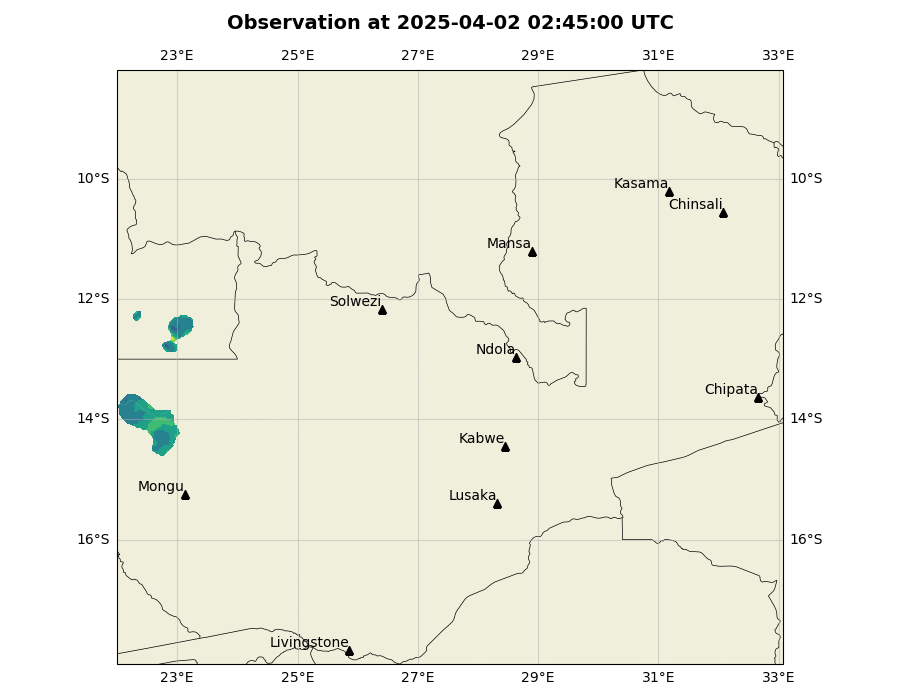 Observation at 2025-04-02 02:45:00 UTC
23°E 25°E 27°E 29°E 31°E 33°E
10°S 10°S
Kasama
Chinsali
Mansa
12°S 12°S
Solwezi
Ndola
Chipata
14°S 14°S
Kabwe
Mongu
Lusaka
16°S 16°S
Livingstone
23°E 25°E 27°E 29°E 31°E 33°E